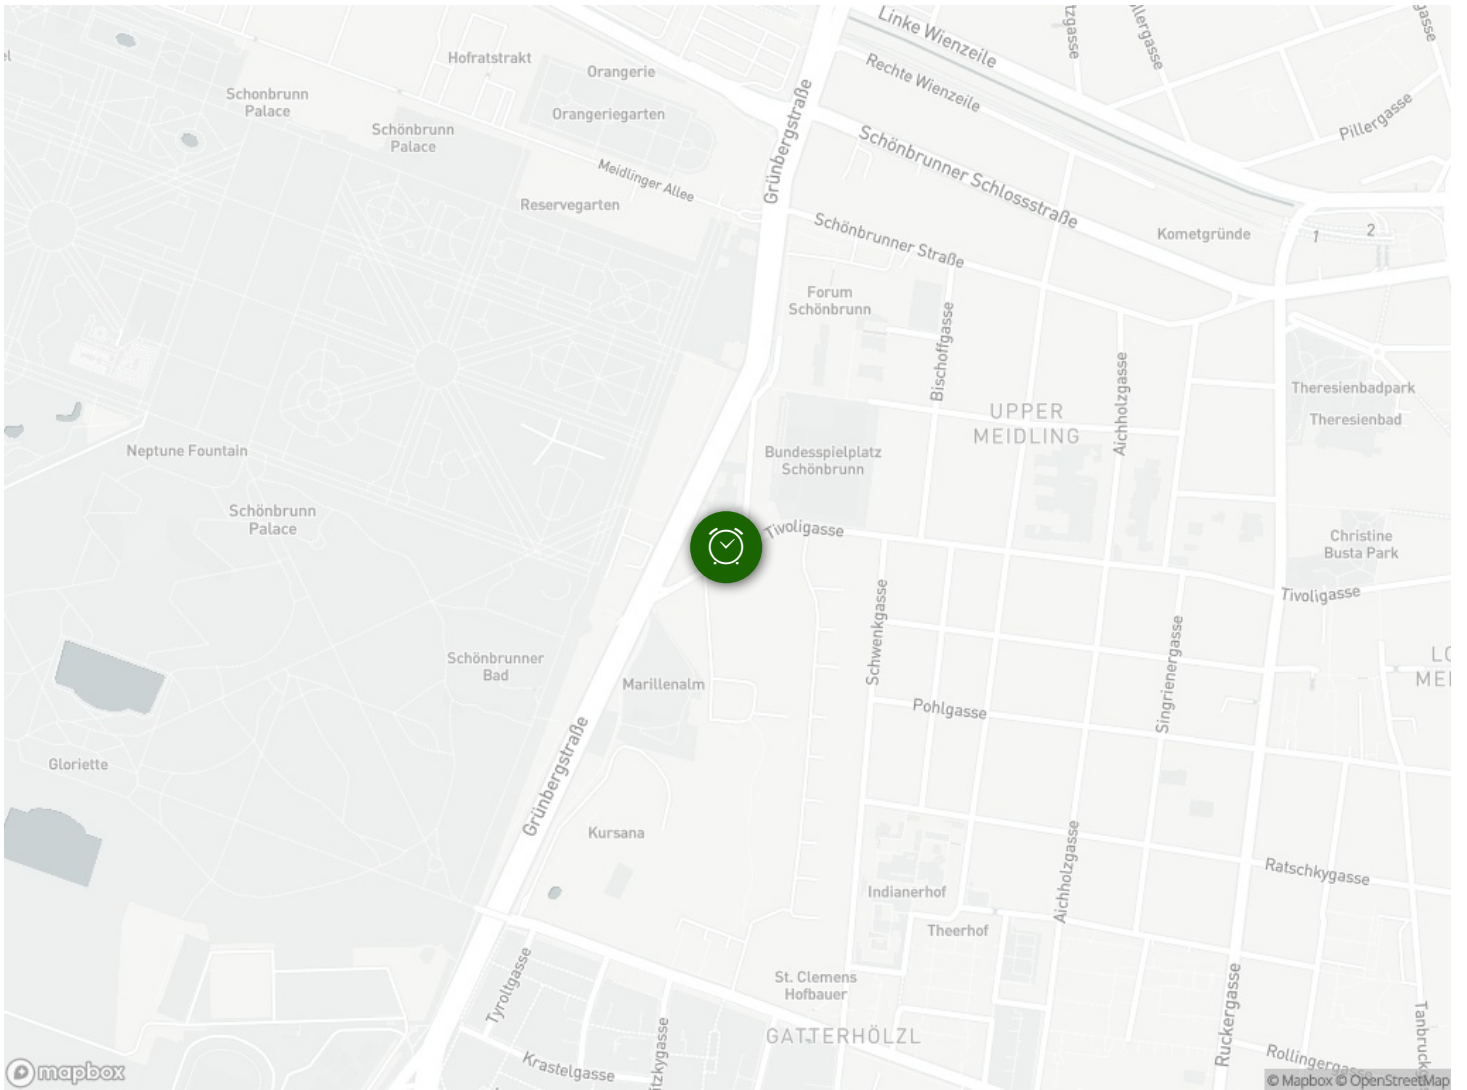 Linke Wienzeile
Rechte Wienzeile
Pillergasse
Hofratstrakt
Orangerie
Orangeriegarten
Schonbrunn
Palace
Schönbrunn
Palace
Meidlinger Allee
Reservegarten
Grünbergstraße
Schönbrunner Schlossstraße
Schönbrunner Straße
Kometgründe
1
2
Forum
Schönbrunn
Bischoffgasse
Aichholzgasse
UPPER
MEIDLING
Theresienbadpark
Theresienbad
Neptune Fountain
Bundesspielplatz
Schönbrunn
Schönbrunn
Palace
Tivoligasse
Christine
Busta Park
Tivoligasse
Schwenkgasse
Singrienergasse
Schönbrunner
Bad
Marillenalm
Pohlgasse
LO
MEI
Gloriette
Grünbergstraße
Kursana
Indianerhof
Theerhof
Aichholzgasse
Ratschkygasse
Tyroltgasse
St. Clemens
Hofbauer
GATTERHÖLZL
Ruckergasse
Krastelgasse
Rollingergasse
mapbox
© Mapbox © OpenStreetMap